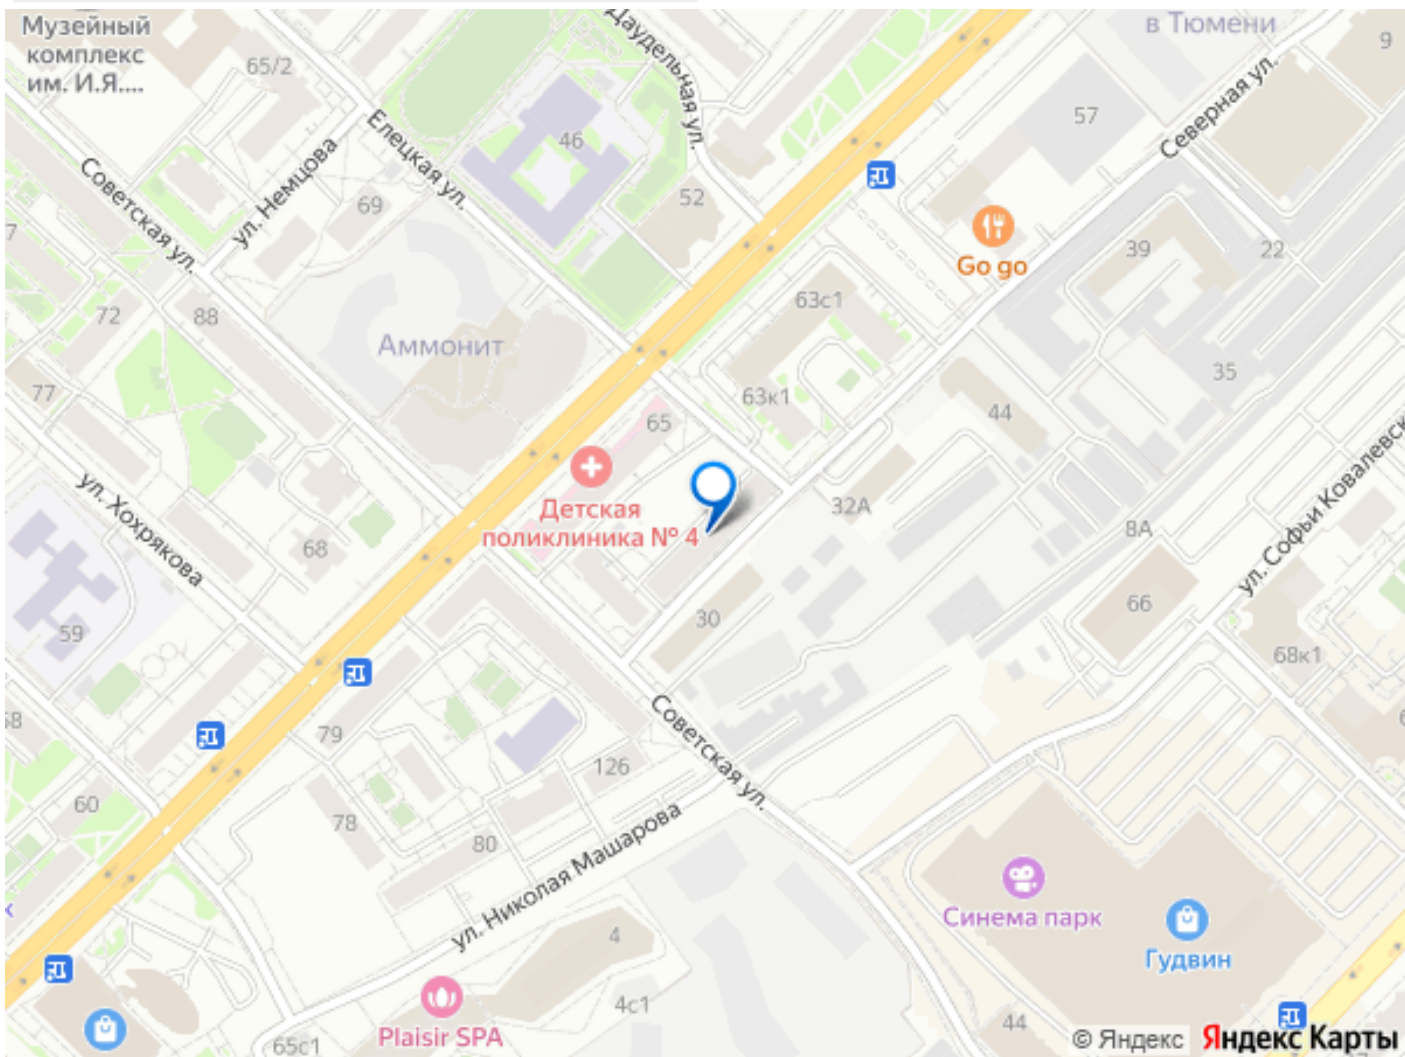 Музейный
комплекс
им. И.Я....
65/2
Даудельная ул.
в Тюмени
9
57
Северная ул.
Елецкая ул.
46
ул. Немцова
Советская ул.
69
52
7
Go go
39
22
63с1
72
88
Аммонит
35
77
63к1
44
65
ул. Хохрякова
Детская
поликлиника № 4
32А
8А
ул. Софьи Ковалевск
68
59
30
66
68к1
Советская ул.
79
126
60
78
80
ул. Николая Машарова
Синема парк
к
4
Гудвин
4с1
Plaisir SPA
65с1
44
© Яндекс Яндекс Карты